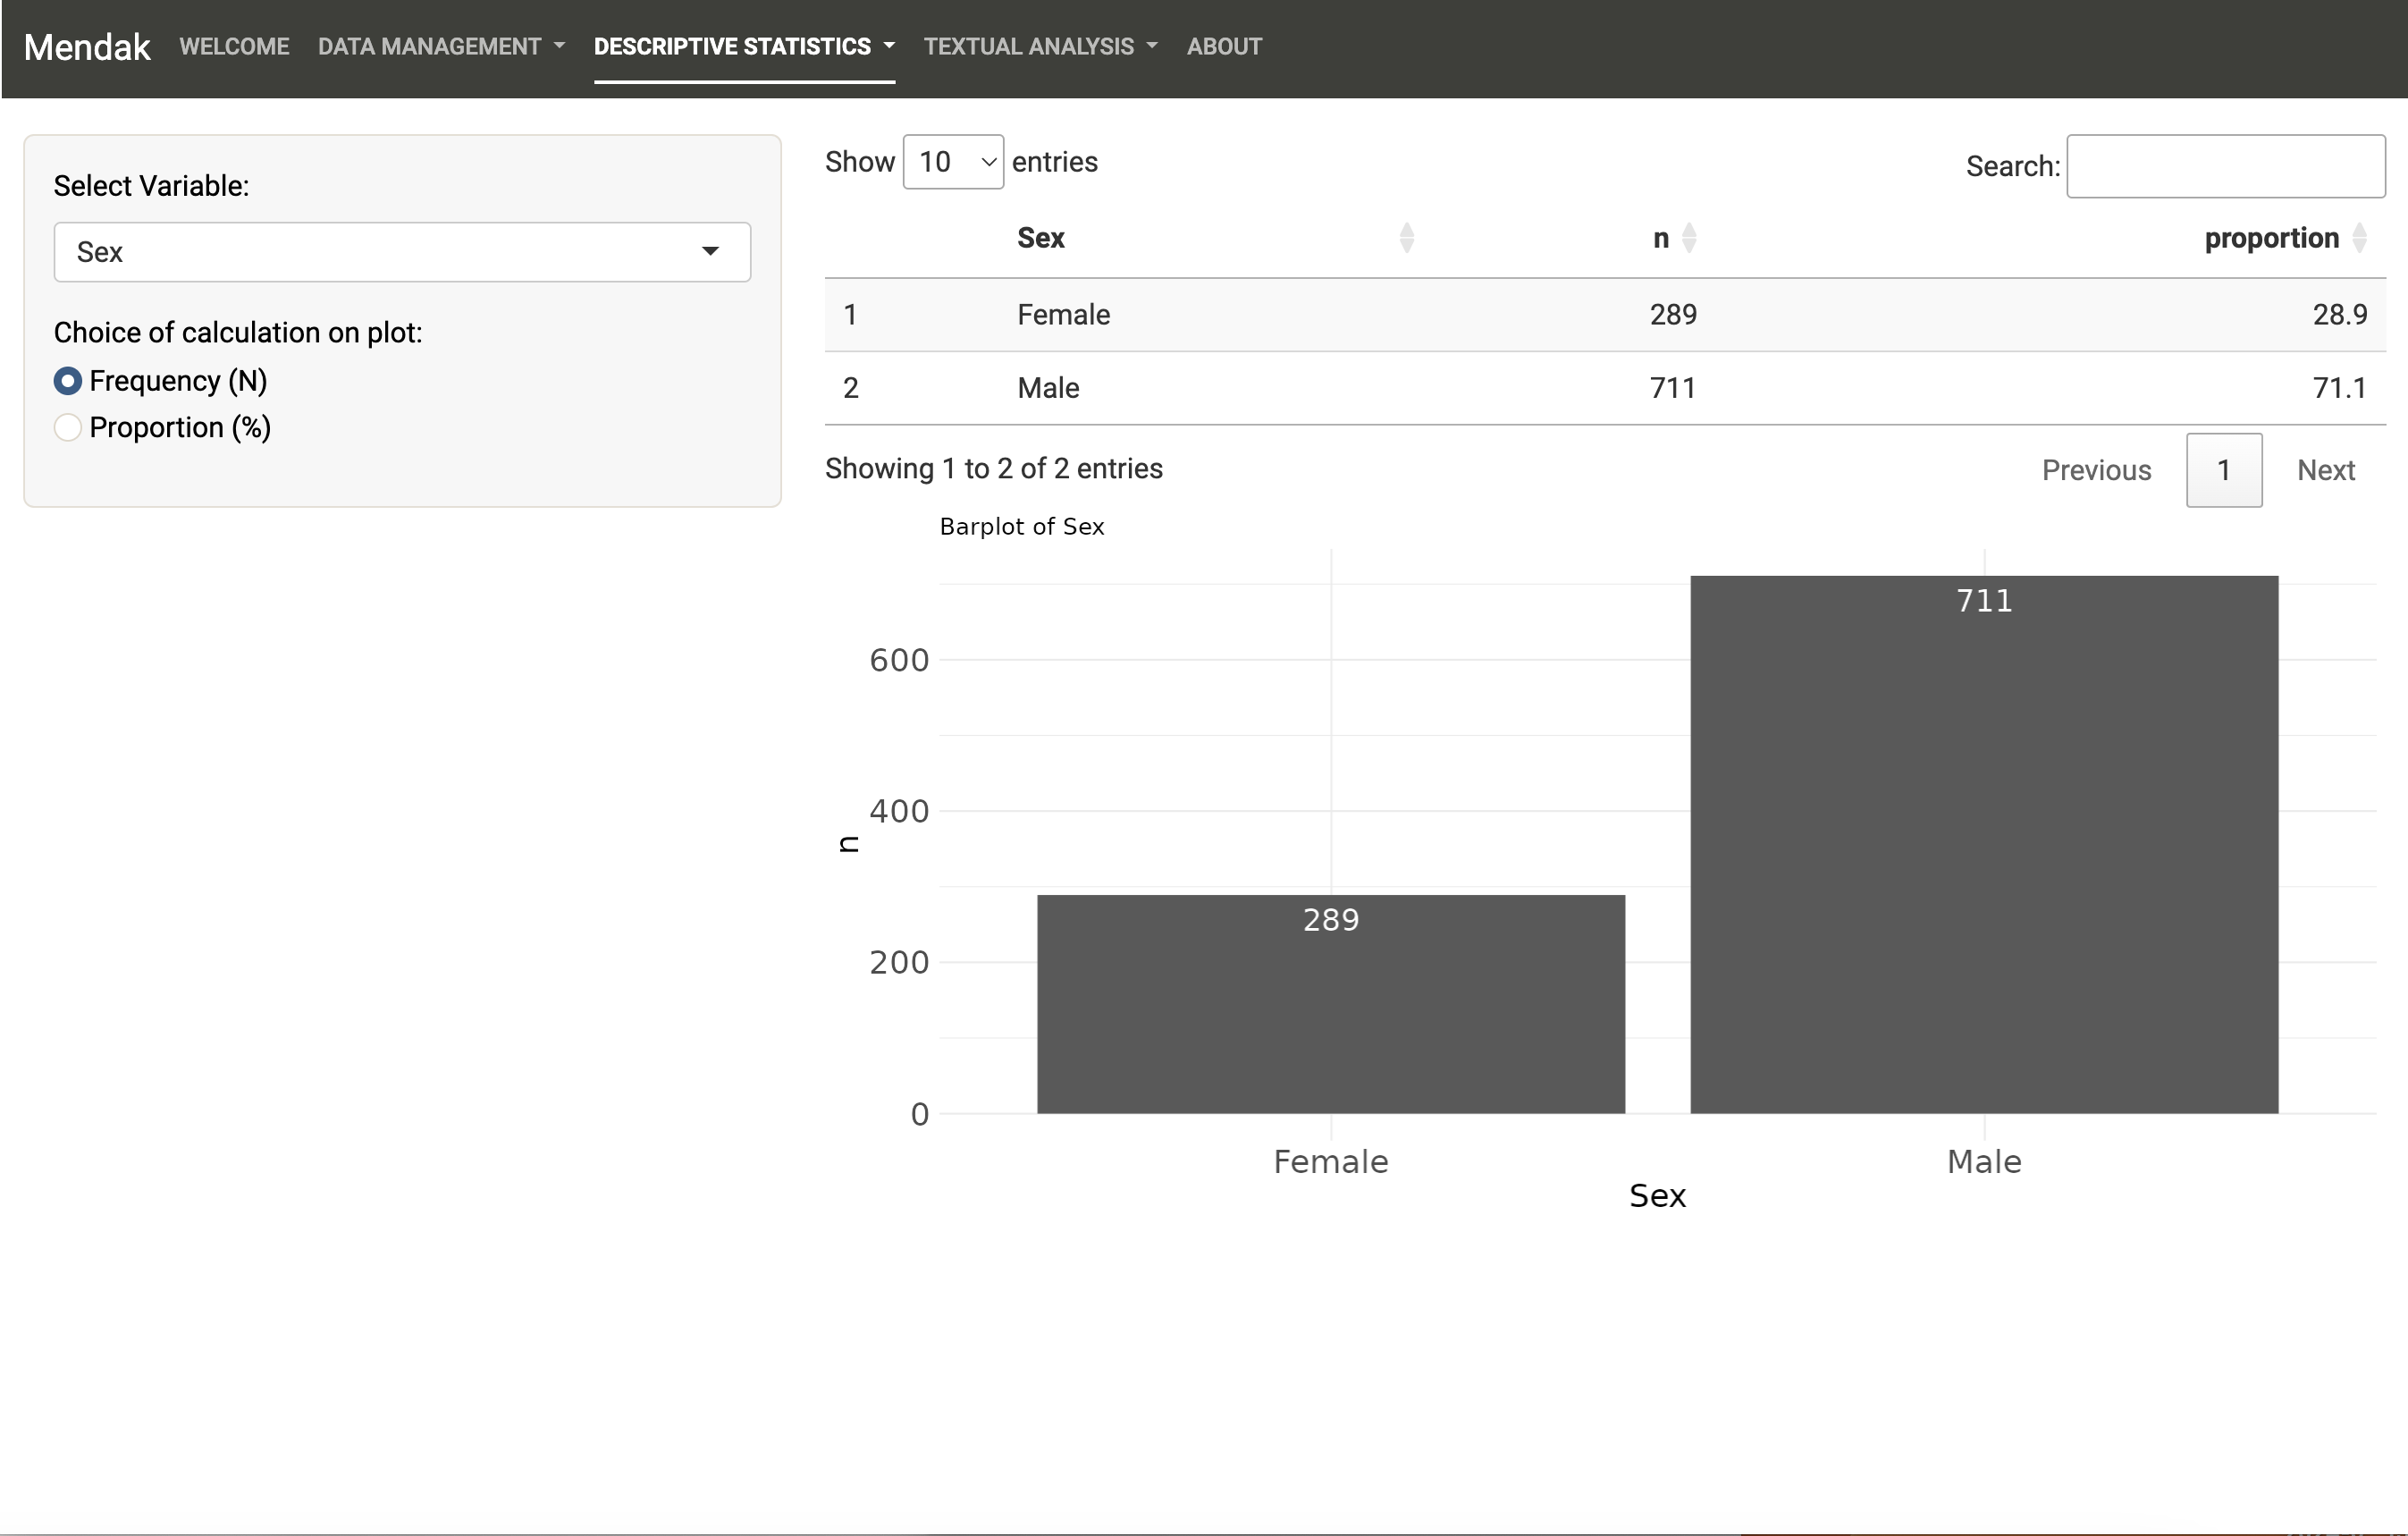 Mendak WELCOME DATA MANAGEMENT DESCRIPTIVE STATISTICS TEXTUAL ANALYSIS ABOUT
Select Variable:
Sex
Choice of calculation on plot:
Frequency (N)
Proportion (%)
Show 10 entries Search:
Sex n proportion
1 Female 289 28.9
2 Male 711 71.1
Showing 1 to 2 of 2 entries Previous 1 Next
Barplot of Sex
711
600
400
n
289
200
0
Female Male
Sex